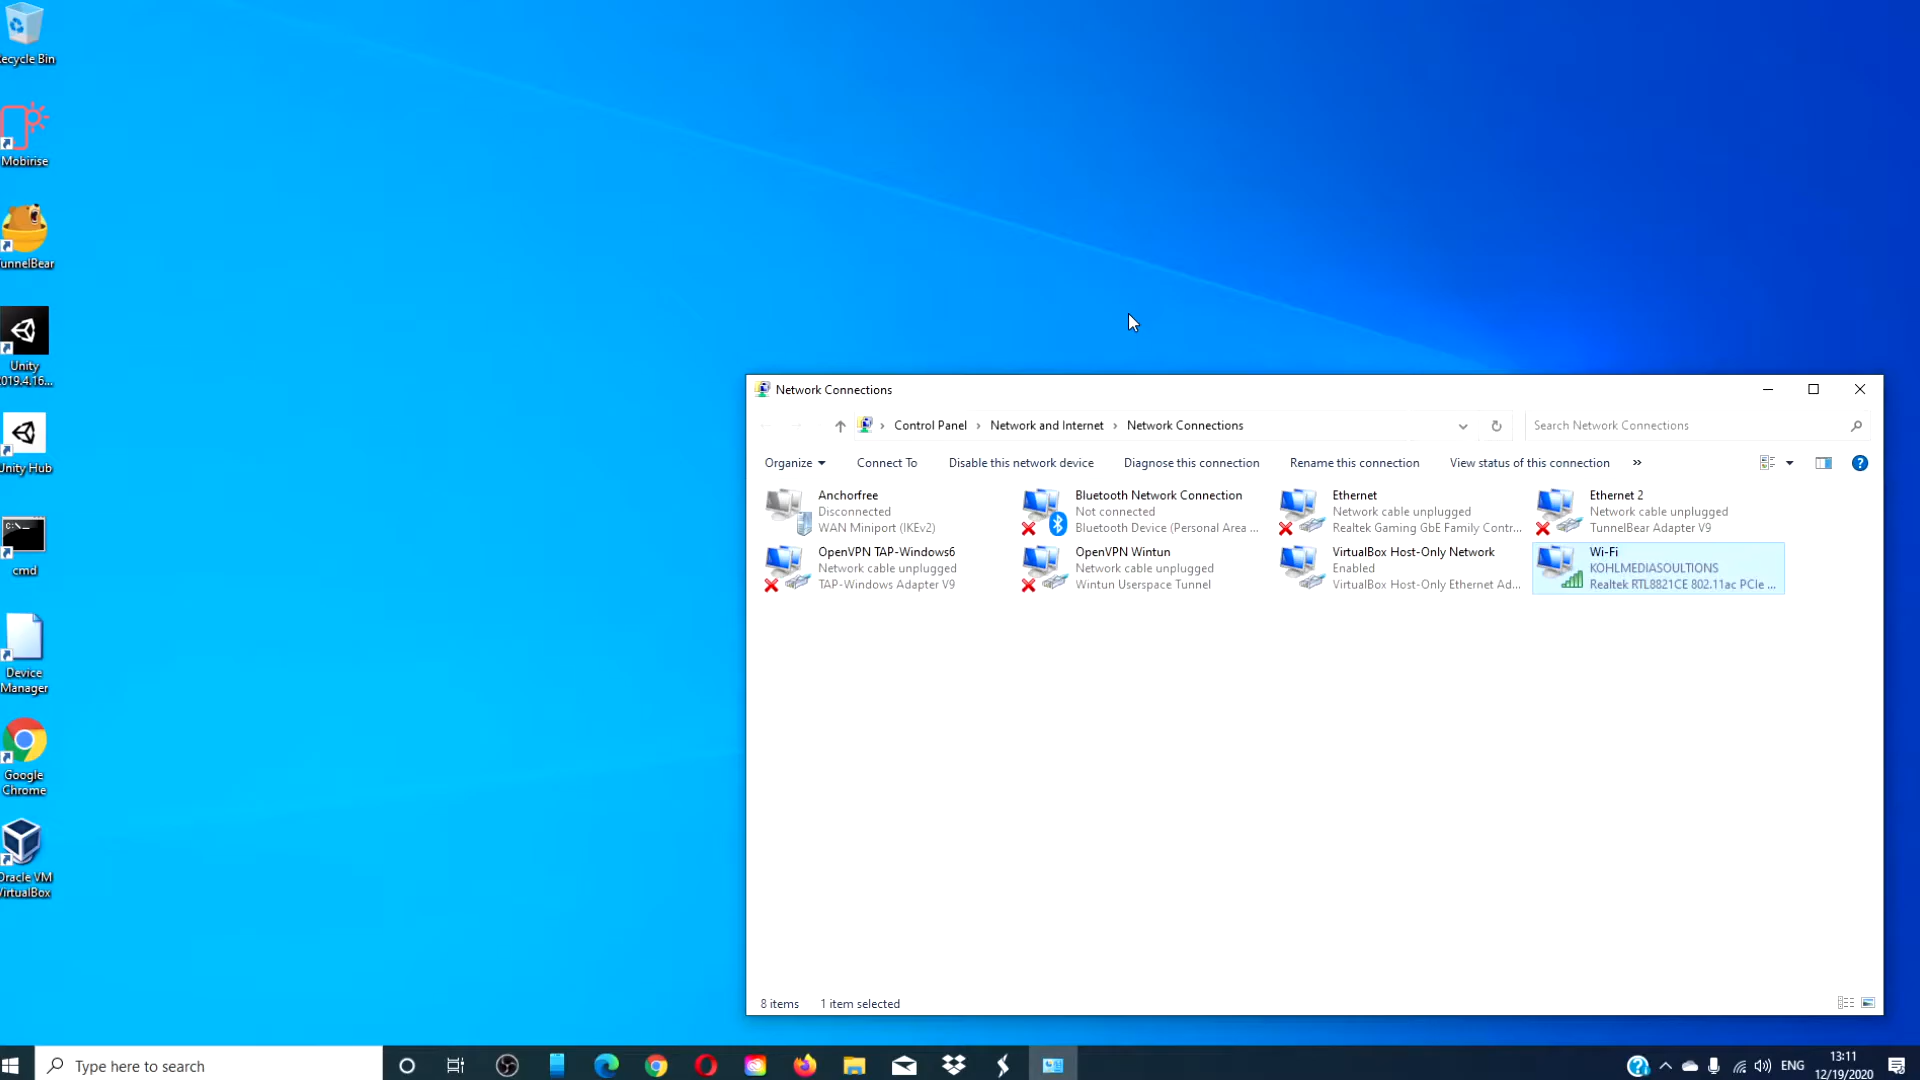 ecycle Bin
Mobirise
unnelBear
Unity
2019.4.16...
Unity Hub
cmd
Device
Manager
Google
Chrome
Oracle VM
VirtualBox
Network Connections
Control Panel › Network and Internet › Network Connections
Search Network Connections
Organize Connect To Disable this network device Diagnose this connection Rename this connection View status of this connection »
Anchorfree
Disconnected
WAN Miniport (IKEv2)
Bluetooth Network Connection
Not connected
Bluetooth Device (Personal Area ...
Ethernet
Network cable unplugged
Realtek Gaming GbE Family Contr...
Ethernet 2
Network cable unplugged
TunnelBear Adapter V9
OpenVPN TAP-Windows6
Network cable unplugged
TAP-Windows Adapter V9
OpenVPN Wintun
Network cable unplugged
Wintun Userspace Tunnel
VirtualBox Host-Only Network
Enabled
VirtualBox Host-Only Ethernet Ad...
Wi-Fi
KOHLMEDIASOULTIONS
Realtek RTL8821CE 802.11ac PCIe ...
8 items 1 item selected
Type here to search
ENG
13:11
12/19/2020